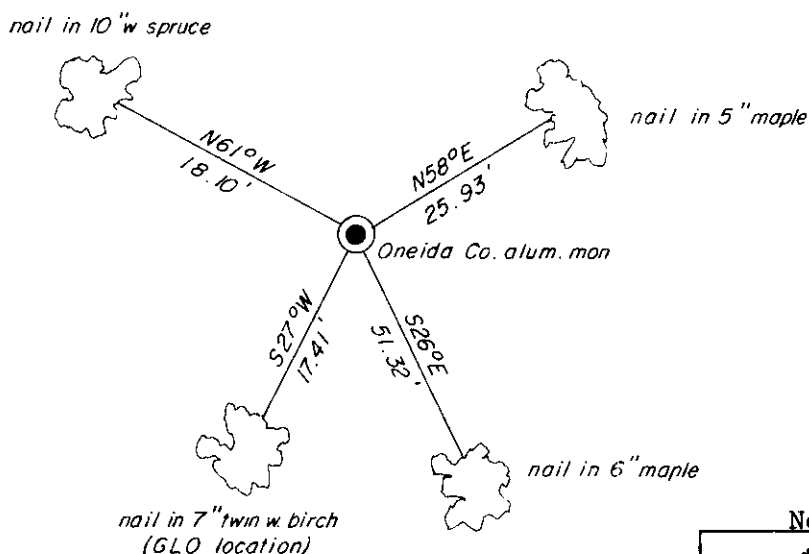 nail in 10"w spruce
nail in 5"maple
N61°W
18.10'
N58°E
25.93'
Oneida Co. alum. mon
S27°W
17.41'
S26°E
51.32'
nail in 6"maple
nail in 7"twin w. birch
(GLO location)